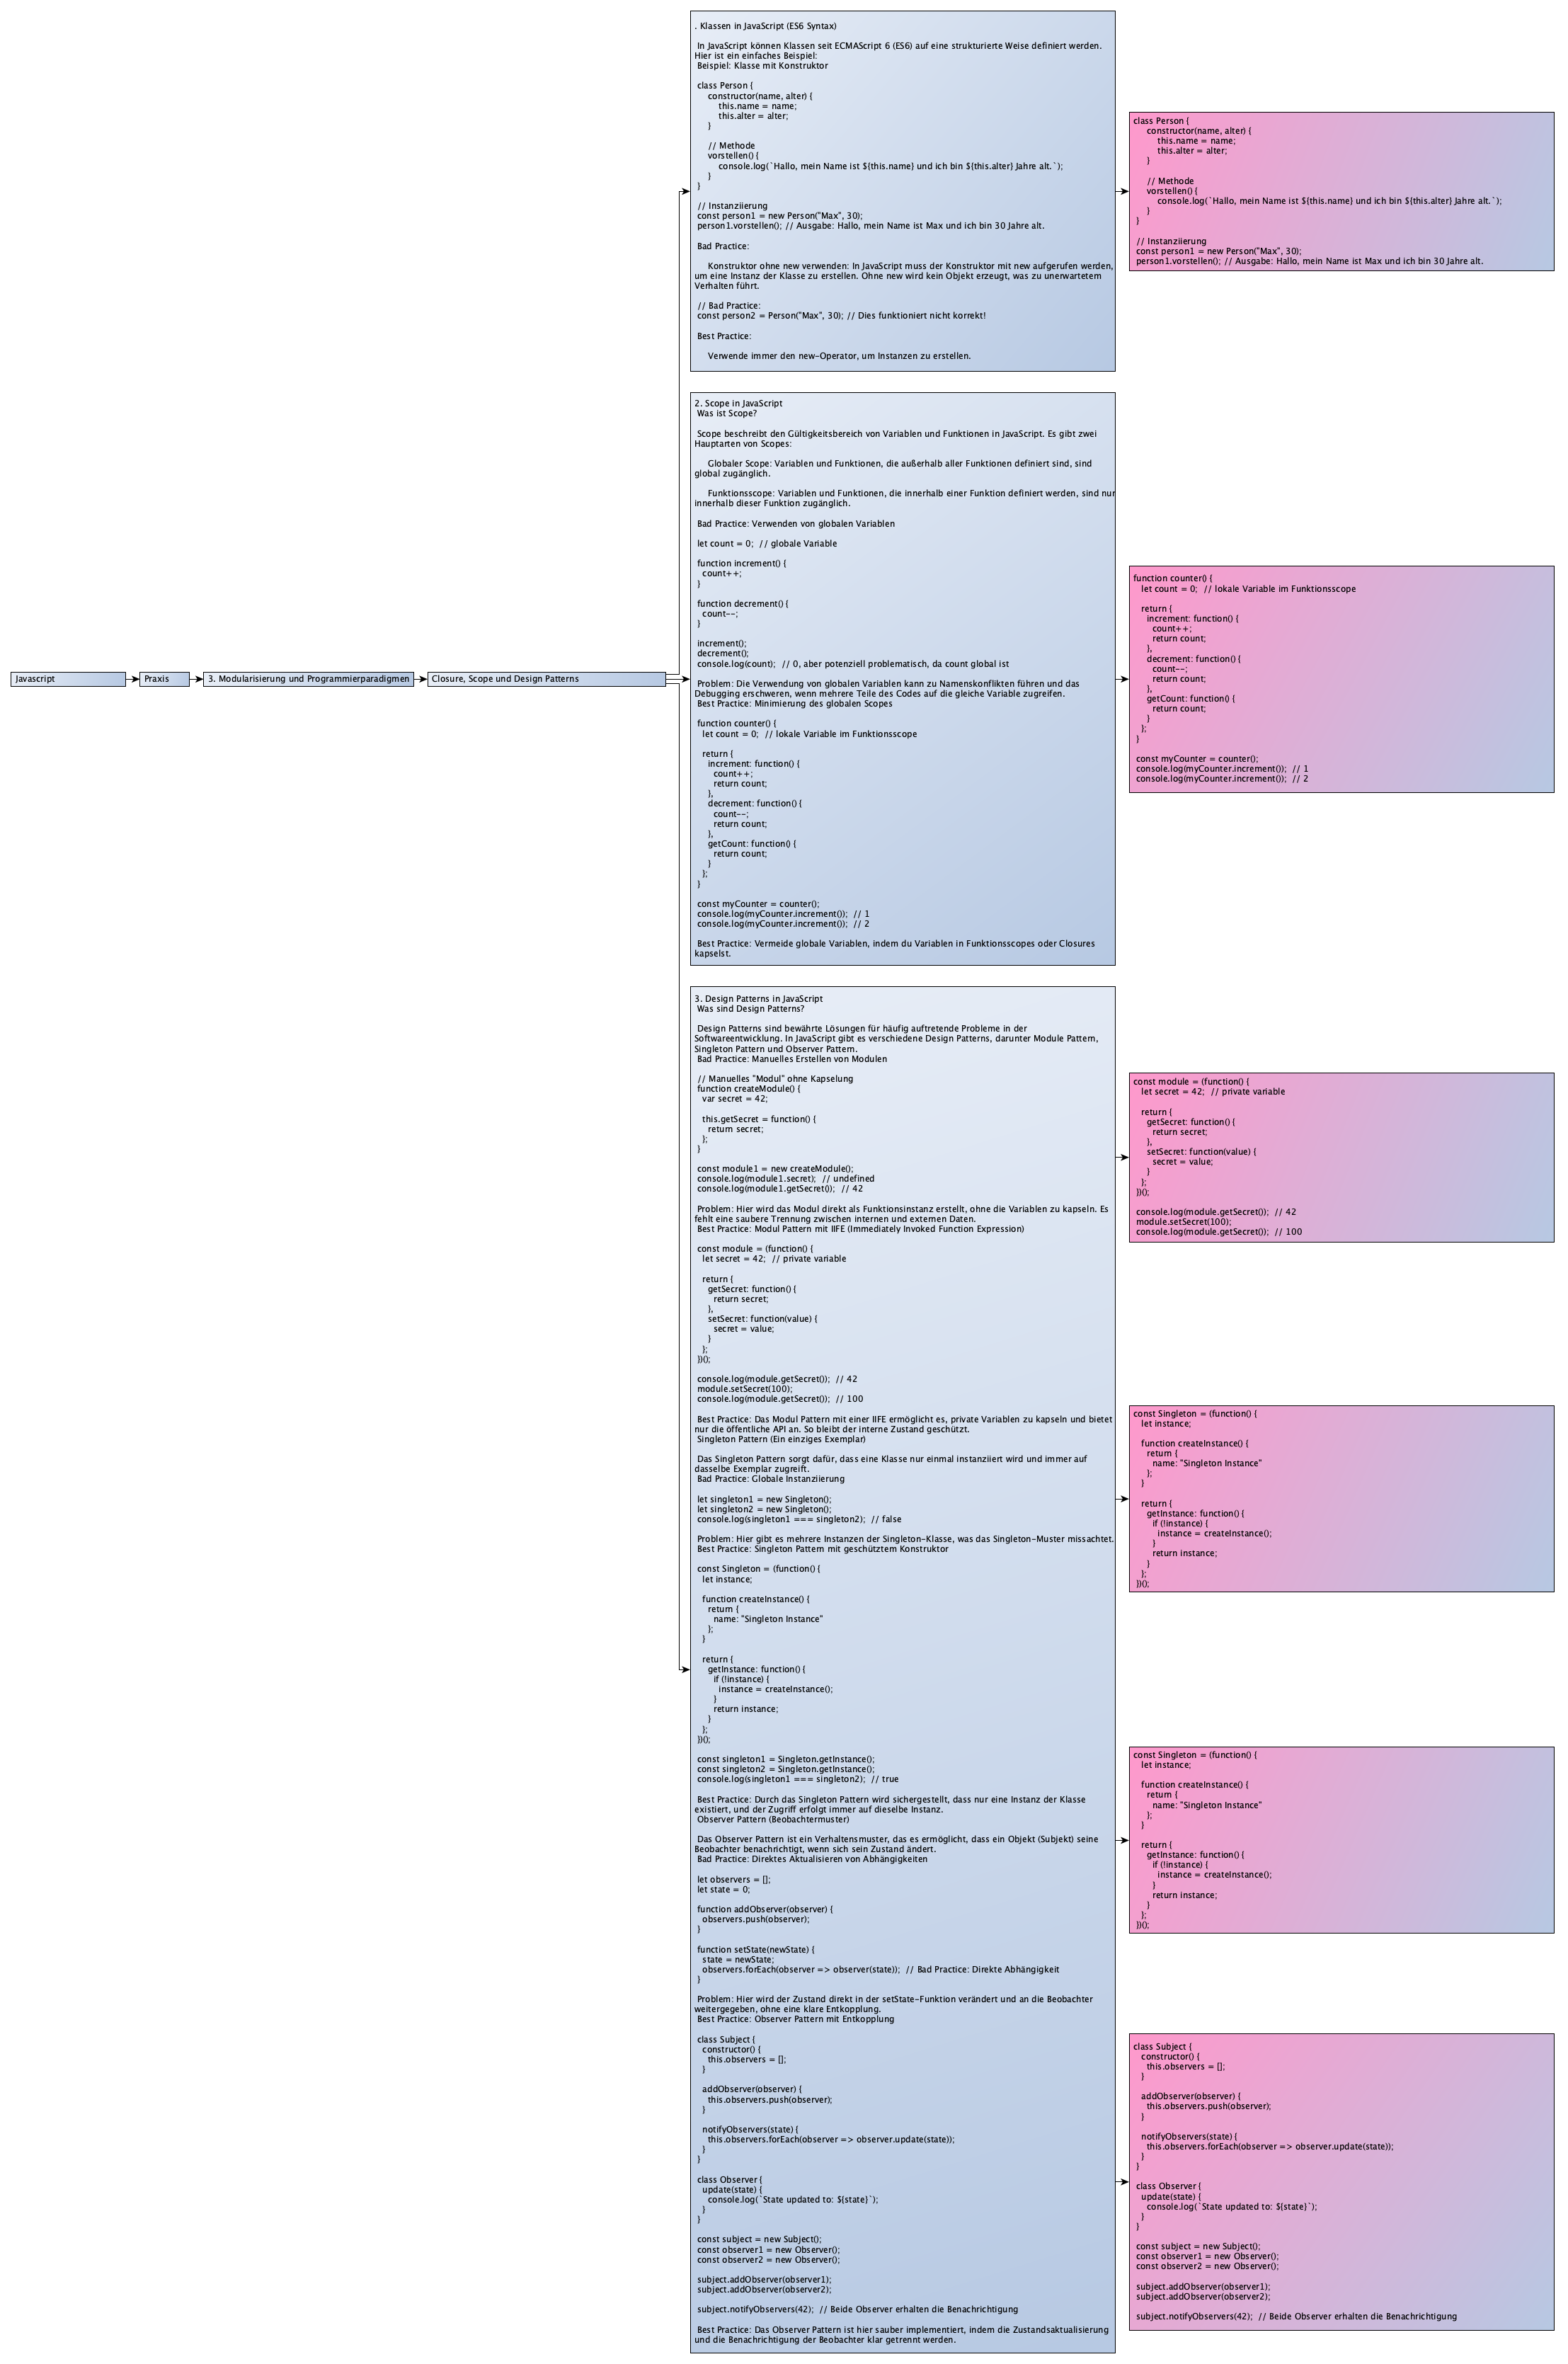 Javascript
Praxis
3. Modularisierung und Programmierparadigmen
Closure, Scope und Design Patterns
. Klassen in JavaScript (ES6 Syntax)
In JavaScript können Klassen seit ECMAScript 6 (ES6) auf eine strukturierte Weise definiert werden.
Hier ist ein einfaches Beispiel:
Beispiel: Klasse mit Konstruktor
class Person {
constructor(name, alter) {
this.name = name;
this.alter = alter;
}
// Methode
vorstellen() {
console.log(`Hallo, mein Name ist ${this.name} und ich bin ${this.alter} Jahre alt.`);
}
}
// Instanziierung
const person1 = new Person("Max", 30);
person1.vorstellen(); // Ausgabe: Hallo, mein Name ist Max und ich bin 30 Jahre alt.
Bad Practice:
Konstruktor ohne new verwenden: In JavaScript muss der Konstruktor mit new aufgerufen werden,
um eine Instanz der Klasse zu erstellen. Ohne new wird kein Objekt erzeugt, was zu unerwartetem
Verhalten führt.
// Bad Practice:
const person2 = Person("Max", 30); // Dies funktioniert nicht korrekt!
Best Practice:
Verwende immer den new-Operator, um Instanzen zu erstellen.
class Person {
constructor(name, alter) {
this.name = name;
this.alter = alter;
}
// Methode
vorstellen() {
console.log(`Hallo, mein Name ist ${this.name} und ich bin ${this.alter} Jahre alt.`);
}
}
// Instanziierung
const person1 = new Person("Max", 30);
person1.vorstellen(); // Ausgabe: Hallo, mein Name ist Max und ich bin 30 Jahre alt.
2. Scope in JavaScript
Was ist Scope?
Scope beschreibt den Gültigkeitsbereich von Variablen und Funktionen in JavaScript. Es gibt zwei
Hauptarten von Scopes:
Globaler Scope: Variablen und Funktionen, die außerhalb aller Funktionen definiert sind, sind
global zugänglich.
Funktionsscope: Variablen und Funktionen, die innerhalb einer Funktion definiert werden, sind nur
innerhalb dieser Funktion zugänglich.
Bad Practice: Verwenden von globalen Variablen
let count = 0;  // globale Variable
function increment() {
count++;
}
function decrement() {
count--;
}
increment();
decrement();
console.log(count);  // 0, aber potenziell problematisch, da count global ist
Problem: Die Verwendung von globalen Variablen kann zu Namenskonflikten führen und das
Debugging erschweren, wenn mehrere Teile des Codes auf die gleiche Variable zugreifen.
Best Practice: Minimierung des globalen Scopes
function counter() {
let count = 0;  // lokale Variable im Funktionsscope
return {
increment: function() {
count++;
return count;
},
decrement: function() {
count--;
return count;
},
getCount: function() {
return count;
}
};
}
const myCounter = counter();
console.log(myCounter.increment());  // 1
console.log(myCounter.increment());  // 2
Best Practice: Vermeide globale Variablen, indem du Variablen in Funktionsscopes oder Closures
kapselst.
function counter() {
let count = 0;  // lokale Variable im Funktionsscope
return {
increment: function() {
count++;
return count;
},
decrement: function() {
count--;
return count;
},
getCount: function() {
return count;
}
};
}
const myCounter = counter();
console.log(myCounter.increment());  // 1
console.log(myCounter.increment());  // 2
3. Design Patterns in JavaScript
Was sind Design Patterns?
Design Patterns sind bewährte Lösungen für häufig auftretende Probleme in der
Softwareentwicklung. In JavaScript gibt es verschiedene Design Patterns, darunter Module Pattern,
Singleton Pattern und Observer Pattern.
Bad Practice: Manuelles Erstellen von Modulen
// Manuelles "Modul" ohne Kapselung
function createModule() {
var secret = 42;
this.getSecret = function() {
return secret;
};
}
const module1 = new createModule();
console.log(module1.secret);  // undefined
console.log(module1.getSecret());  // 42
Problem: Hier wird das Modul direkt als Funktionsinstanz erstellt, ohne die Variablen zu kapseln. Es
fehlt eine saubere Trennung zwischen internen und externen Daten.
Best Practice: Modul Pattern mit IIFE (Immediately Invoked Function Expression)
const module = (function() {
let secret = 42;  // private variable
return {
getSecret: function() {
return secret;
},
setSecret: function(value) {
secret = value;
}
};
})();
console.log(module.getSecret());  // 42
module.setSecret(100);
console.log(module.getSecret());  // 100
Best Practice: Das Modul Pattern mit einer IIFE ermöglicht es, private Variablen zu kapseln und bietet
nur die öffentliche API an. So bleibt der interne Zustand geschützt.
Singleton Pattern (Ein einziges Exemplar)
Das Singleton Pattern sorgt dafür, dass eine Klasse nur einmal instanziiert wird und immer auf
dasselbe Exemplar zugreift.
Bad Practice: Globale Instanziierung
let singleton1 = new Singleton();
let singleton2 = new Singleton();
console.log(singleton1 === singleton2);  // false
Problem: Hier gibt es mehrere Instanzen der Singleton-Klasse, was das Singleton-Muster missachtet.
Best Practice: Singleton Pattern mit geschütztem Konstruktor
const Singleton = (function() {
let instance;
function createInstance() {
return {
name: "Singleton Instance"
};
}
return {
getInstance: function() {
if (!instance) {
instance = createInstance();
}
return instance;
}
};
})();
const singleton1 = Singleton.getInstance();
const singleton2 = Singleton.getInstance();
console.log(singleton1 === singleton2);  // true
Best Practice: Durch das Singleton Pattern wird sichergestellt, dass nur eine Instanz der Klasse
existiert, und der Zugriff erfolgt immer auf dieselbe Instanz.
Observer Pattern (Beobachtermuster)
Das Observer Pattern ist ein Verhaltensmuster, das es ermöglicht, dass ein Objekt (Subjekt) seine
Beobachter benachrichtigt, wenn sich sein Zustand ändert.
Bad Practice: Direktes Aktualisieren von Abhängigkeiten
let observers = [];
let state = 0;
function addObserver(observer) {
observers.push(observer);
}
function setState(newState) {
state = newState;
observers.forEach(observer => observer(state));  // Bad Practice: Direkte Abhängigkeit
}
Problem: Hier wird der Zustand direkt in der setState-Funktion verändert und an die Beobachter
weitergegeben, ohne eine klare Entkopplung.
Best Practice: Observer Pattern mit Entkopplung
class Subject {
constructor() {
this.observers = [];
}
addObserver(observer) {
this.observers.push(observer);
}
notifyObservers(state) {
this.observers.forEach(observer => observer.update(state));
}
}
class Observer {
update(state) {
console.log(`State updated to: ${state}`);
}
}
const subject = new Subject();
const observer1 = new Observer();
const observer2 = new Observer();
subject.addObserver(observer1);
subject.addObserver(observer2);
subject.notifyObservers(42);  // Beide Observer erhalten die Benachrichtigung
Best Practice: Das Observer Pattern ist hier sauber implementiert, indem die Zustandsaktualisierung
und die Benachrichtigung der Beobachter klar getrennt werden.
const module = (function() {
let secret = 42;  // private variable
return {
getSecret: function() {
return secret;
},
setSecret: function(value) {
secret = value;
}
};
})();
console.log(module.getSecret());  // 42
module.setSecret(100);
console.log(module.getSecret());  // 100
const Singleton = (function() {
let instance;
function createInstance() {
return {
name: "Singleton Instance"
};
}
return {
getInstance: function() {
if (!instance) {
instance = createInstance();
}
return instance;
}
};
})();
const Singleton = (function() {
let instance;
function createInstance() {
return {
name: "Singleton Instance"
};
}
return {
getInstance: function() {
if (!instance) {
instance = createInstance();
}
return instance;
}
};
})();
class Subject {
constructor() {
this.observers = [];
}
addObserver(observer) {
this.observers.push(observer);
}
notifyObservers(state) {
this.observers.forEach(observer => observer.update(state));
}
}
class Observer {
update(state) {
console.log(`State updated to: ${state}`);
}
}
const subject = new Subject();
const observer1 = new Observer();
const observer2 = new Observer();
subject.addObserver(observer1);
subject.addObserver(observer2);
subject.notifyObservers(42);  // Beide Observer erhalten die Benachrichtigung